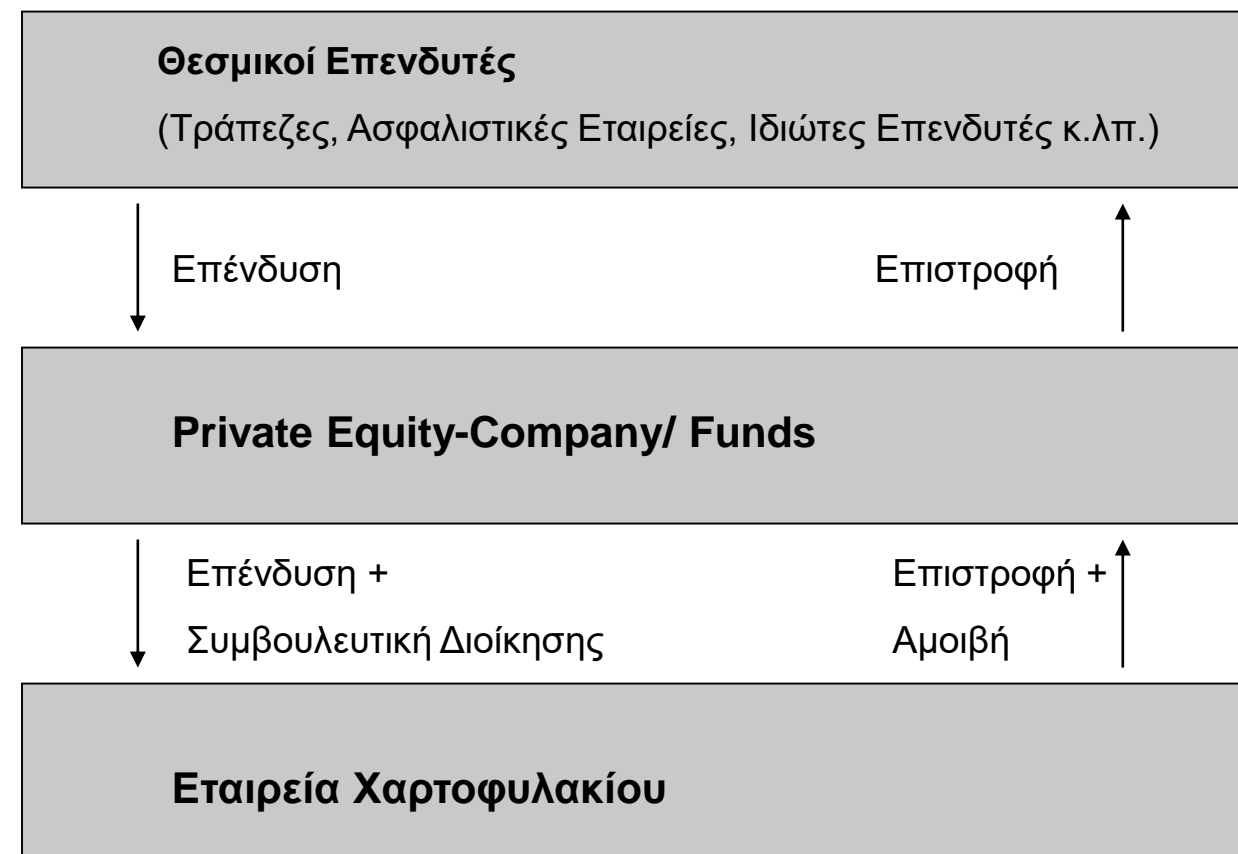 Θεσμικοί Επενδυτές
(Τράπεζες, Ασφαλιστικές Εταιρείες, Ιδιώτες Επενδυτές κ.λπ.)
Επένδυση
Επιστροφή
Private Equity-Company/ Funds
Επένδυση +
Συμβουλευτική Διοίκησης
Επιστροφή +
Αμοιβή
Εταιρεία Χαρτοφυλακίου